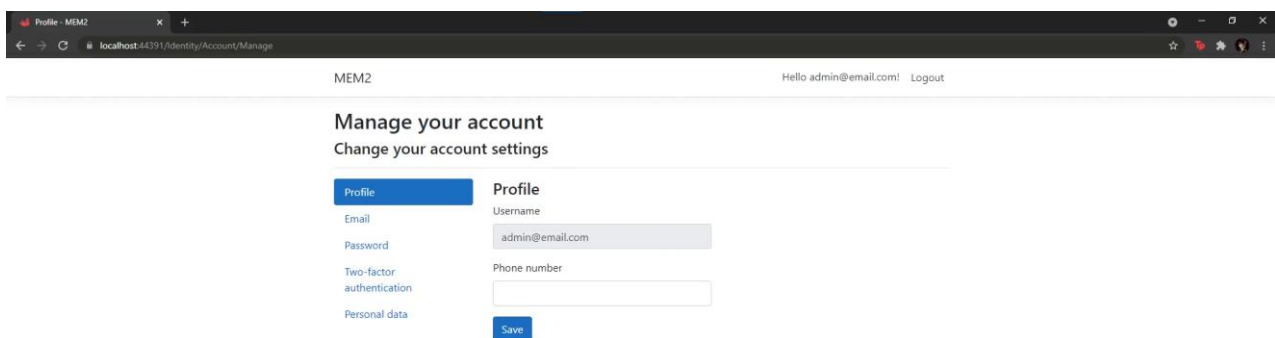 Profile - MEM2
localhost:44391/Identity/Account/Manage
MEM2 Hello admin@email.com! Logout
Manage your account
Change your account settings
Profile
Email
Password
Two-factor
authentication
Personal data
Profile
Username
admin@email.com
Phone number
Save